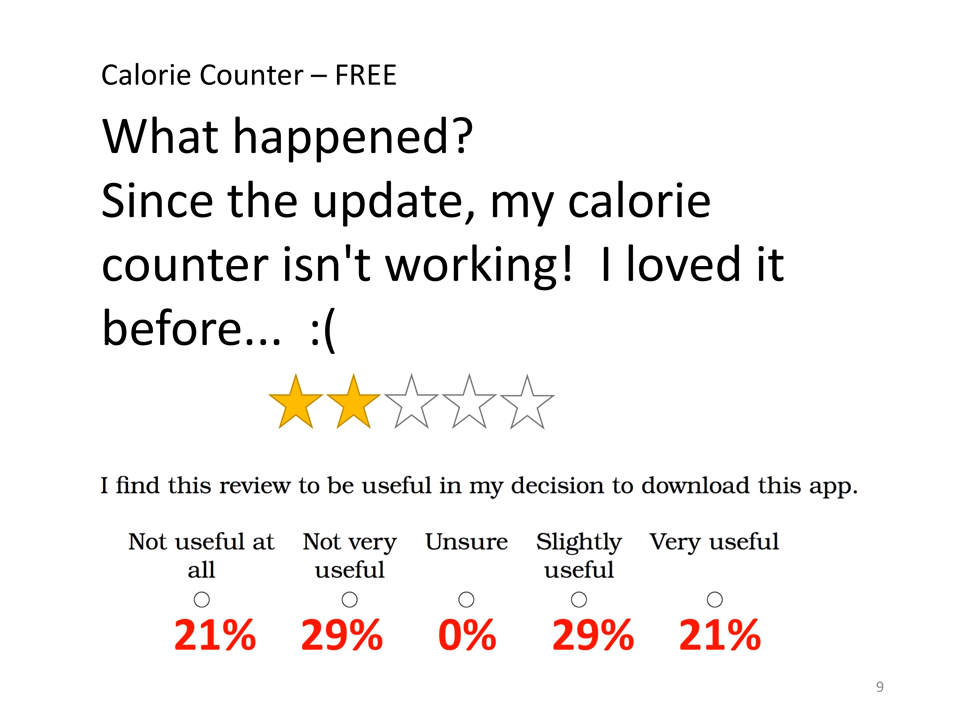 Calorie Counter – FREE
What happened?
Since the update, my calorie
counter isn't working!  I loved it
before...  :(
I find this review to be useful in my decision to download this app.
Not useful at Not very Unsure Slightly Very useful
all useful useful
21% 29% 0% 29% 21%
9